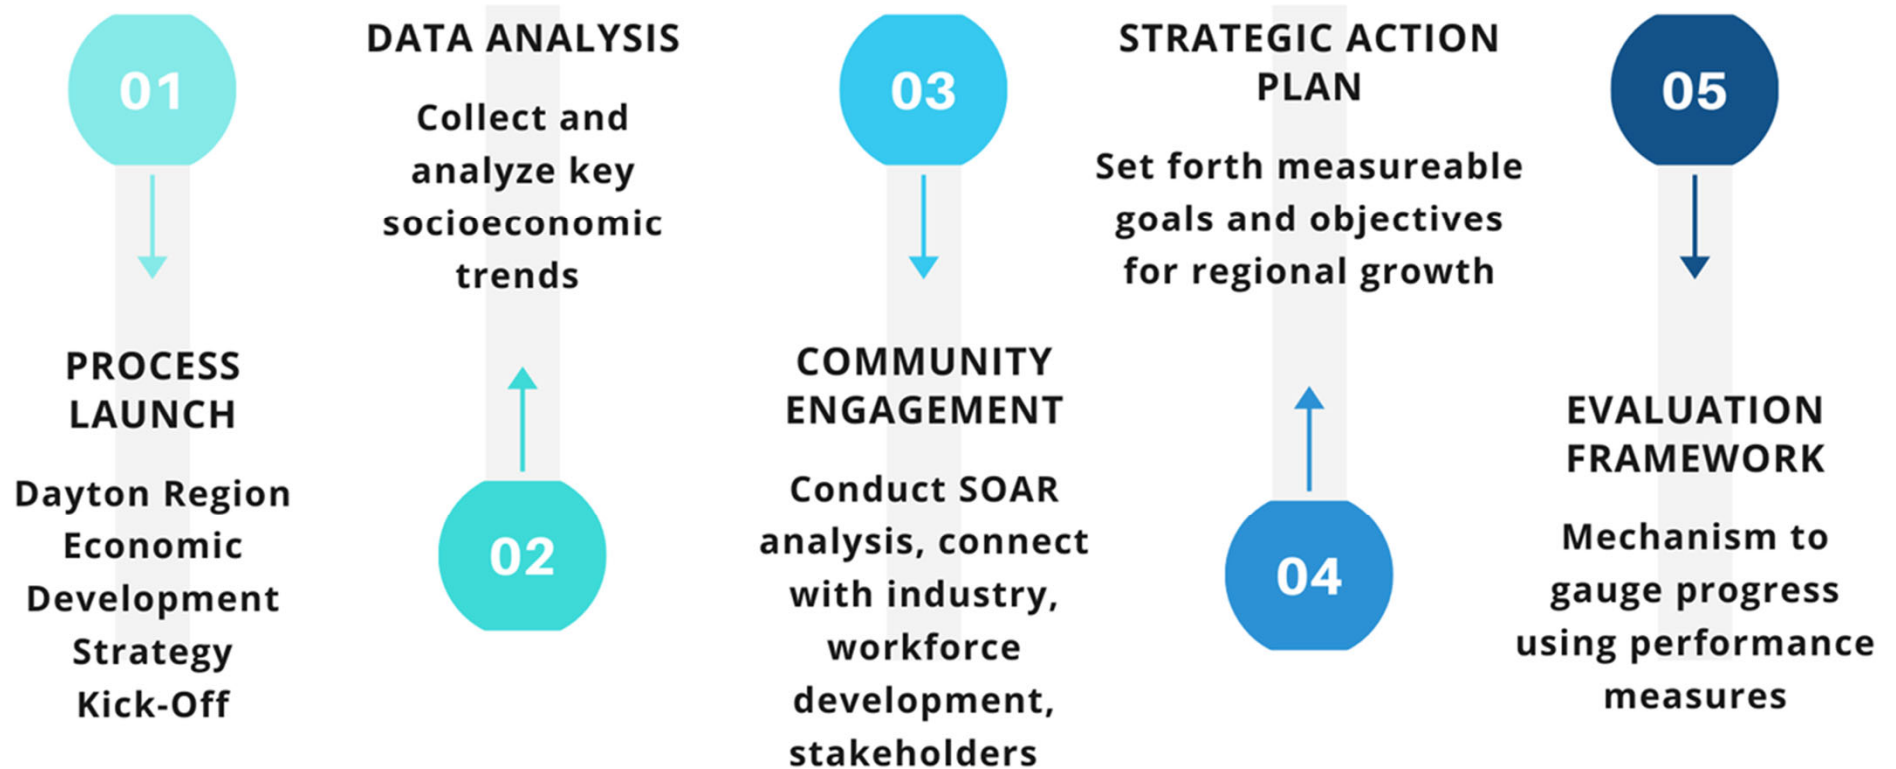 01
PROCESS
LAUNCH
Dayton Region
Economic
Development
Strategy
Kick-Off
DATA ANALYSIS
Collect and
analyze key
socioeconomic
trends
02
03
COMMUNITY
ENGAGEMENT
Conduct SOAR
analysis, connect
with industry,
workforce
development,
stakeholders
STRATEGIC ACTION
PLAN
Set forth measureable
goals and objectives
for regional growth
04
05
EVALUATION
FRAMEWORK
Mechanism to
gauge progress
using performance
measures